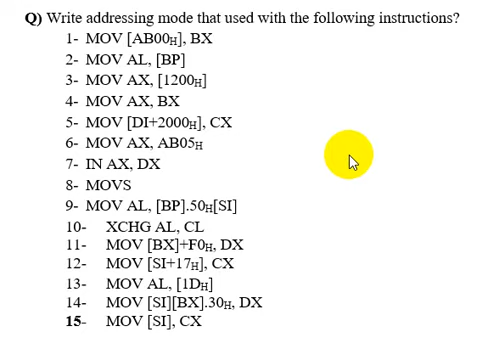 Q) Write addressing mode that used with the following instructions?
1- MOV [AB00H], BX
2- MOV AL, [BP]
3- MOV AX, [1200H]
4- MOV AX, BX
5- MOV [DI+2000H], CX
6- MOV AX, AB05H
7- IN AX, DX
8- MOVS
9- MOV AL, [BP].50H[SI]
10- XCHG AL, CL
11- MOV [BX]+F0H, DX
12- MOV [SI+17H], CX
13- MOV AL, [1DH]
14- MOV [SI][BX].30H, DX
15- MOV [SI], CX